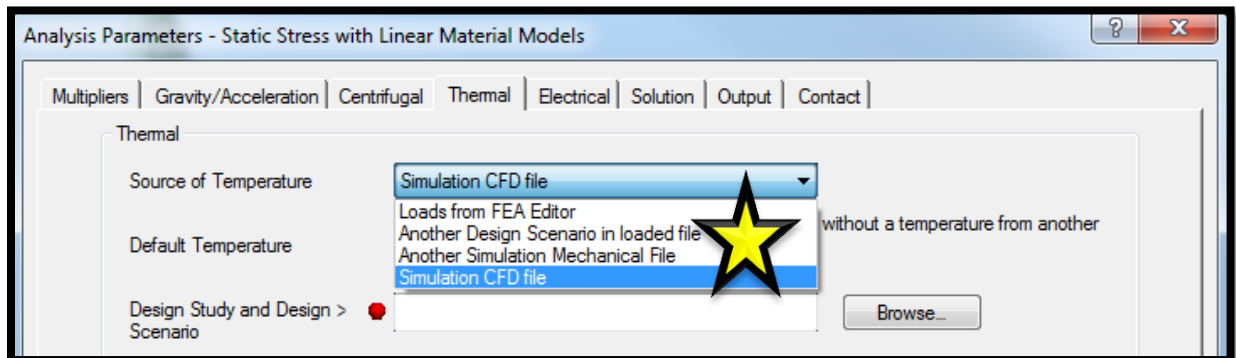 Analysis Parameters - Static Stress with Linear Material Models
Multipliers Gravity/Acceleration Centrifugal Thermal Electrical Solution Output Contact
Thermal
Source of Temperature Simulation CFD file
Loads from FEA Editor
Another Design Scenario in loaded file
without a temperature from another
Default Temperature
Another Simulation Mechanical File
Simulation CFD file
Design Study and Design > Browse...
Scenario